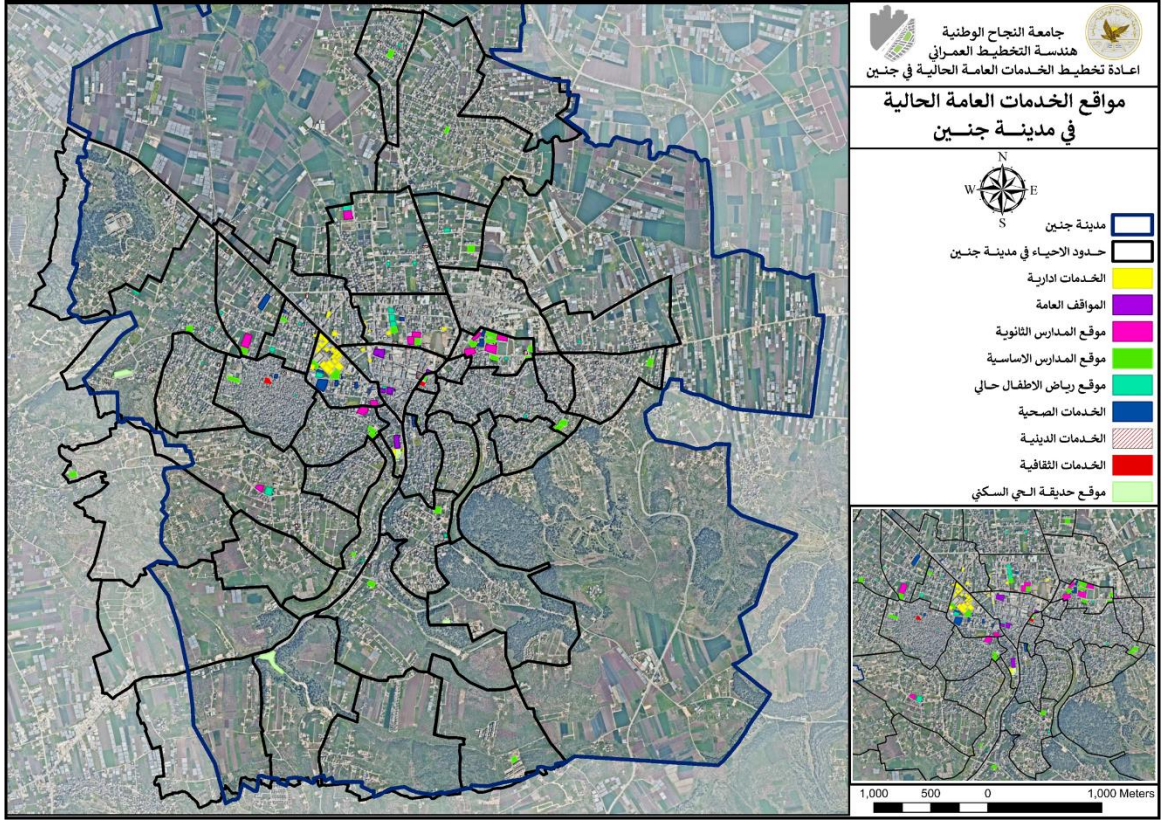 جامعة النجاح الوطنية
هندسة التخطيط العمراني
اعادة تخطيط الخدمات العامة الحالية في جنين
مواقع الخدمات العامة الحالية
في مدينــة جنــين
N
W E
S
مدينة جنين
حدود الاحياء في مدينة جنين
الخدمات ادارية
المواقف العامة
موقع المدارس الثانوية
موقع المدارس الاساسية
موقع رياض الاطفال حالي
الخدمات الصحية
الخدمات الدينية
الخدمات الثقافية
موقع حديقة الحي السكني
1,000 500 0 1,000 Meters